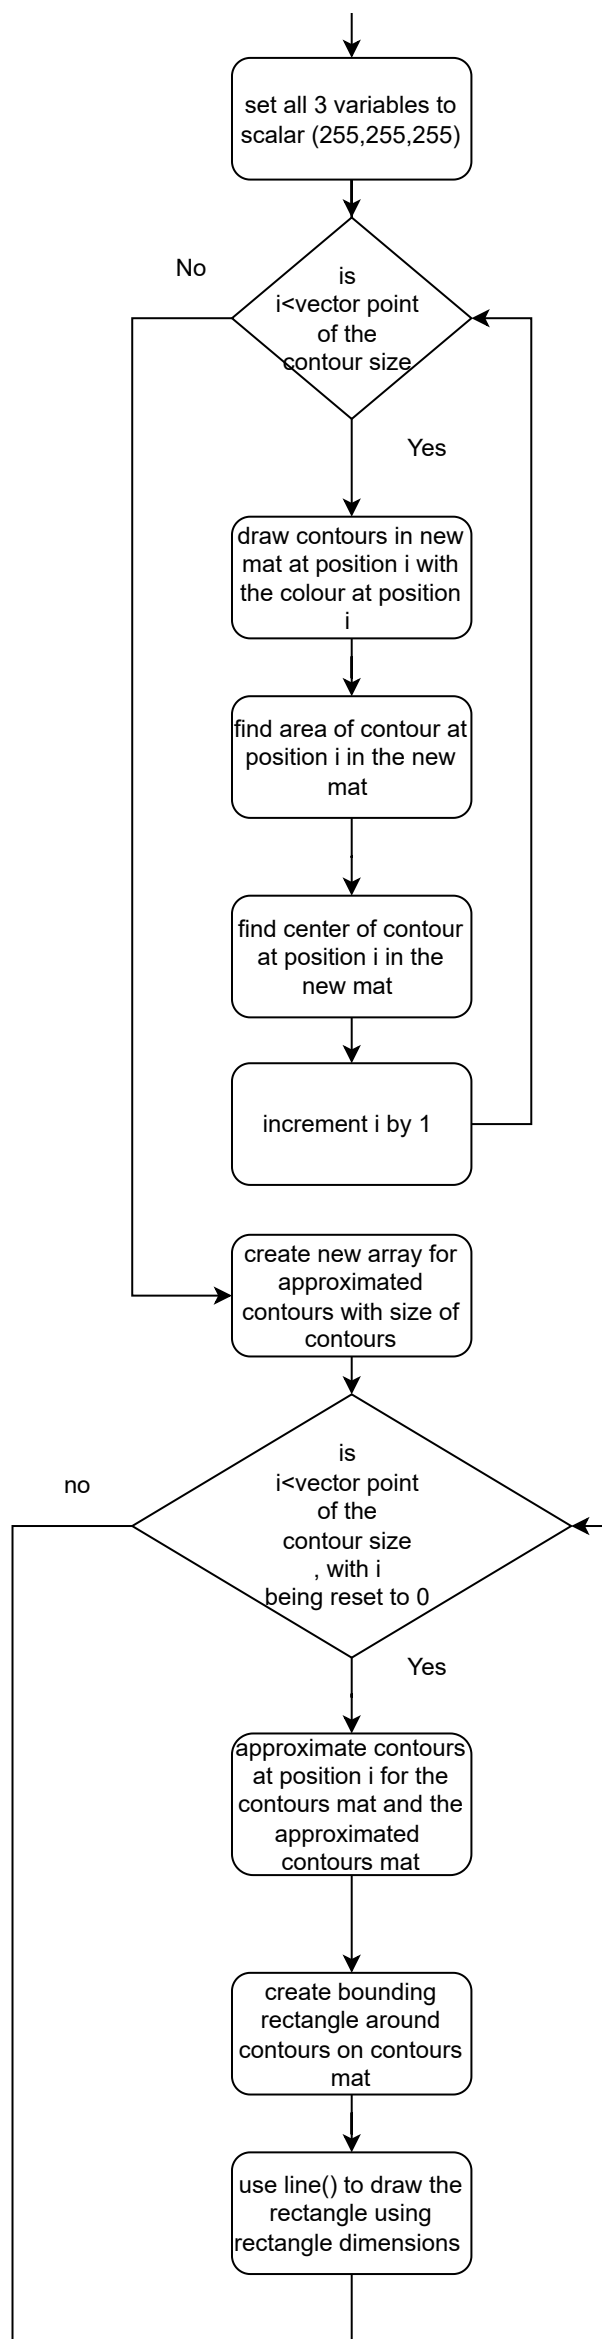 set all 3 variables to
scalar (255,255,255)
No
is
i<vector point
of the
contour size
Yes
draw contours in new
mat at position i with
the colour at position
i
find area of contour at
position i in the new
mat
find center of contour
at position i in the
new mat
increment i by 1
create new array for
approximated
contours with size of
contours
no
is
i<vector point
of the
contour size
, with i
being reset to 0
Yes
approximate contours
at position i for the
contours mat and the
approximated
contours mat
create bounding
rectangle around
contours on contours
mat
use line() to draw the
rectangle using
rectangle dimensions